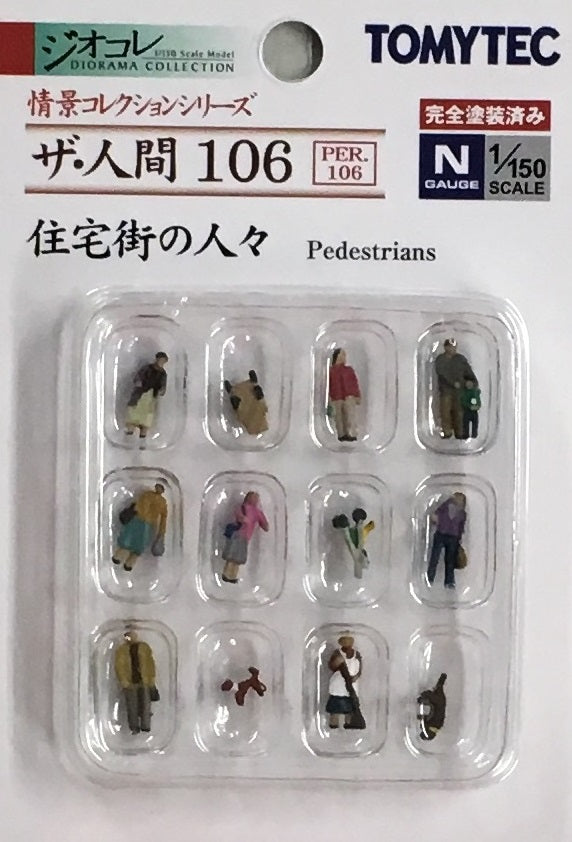 ジオコレ
1/150 Scale Model
DIORAMA COLLECTION
TOMYTEC
情景コレクションシリーズ
ザ・人間 106
PER.
106
完全塗装済み
N
GAUGE
1/150
SCALE
住宅街の人々
Pedestrians